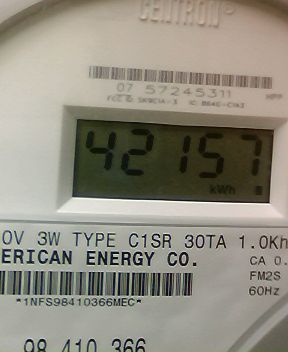 CENTRON®
07 57245311
42157
kWh
0V 3W TYPE C1SR 30TA 1.0Kh
ERICAN ENERGY CO.
CA 0.
FM2S
60Hz
*1NFS98410366MEC*
98 410 366